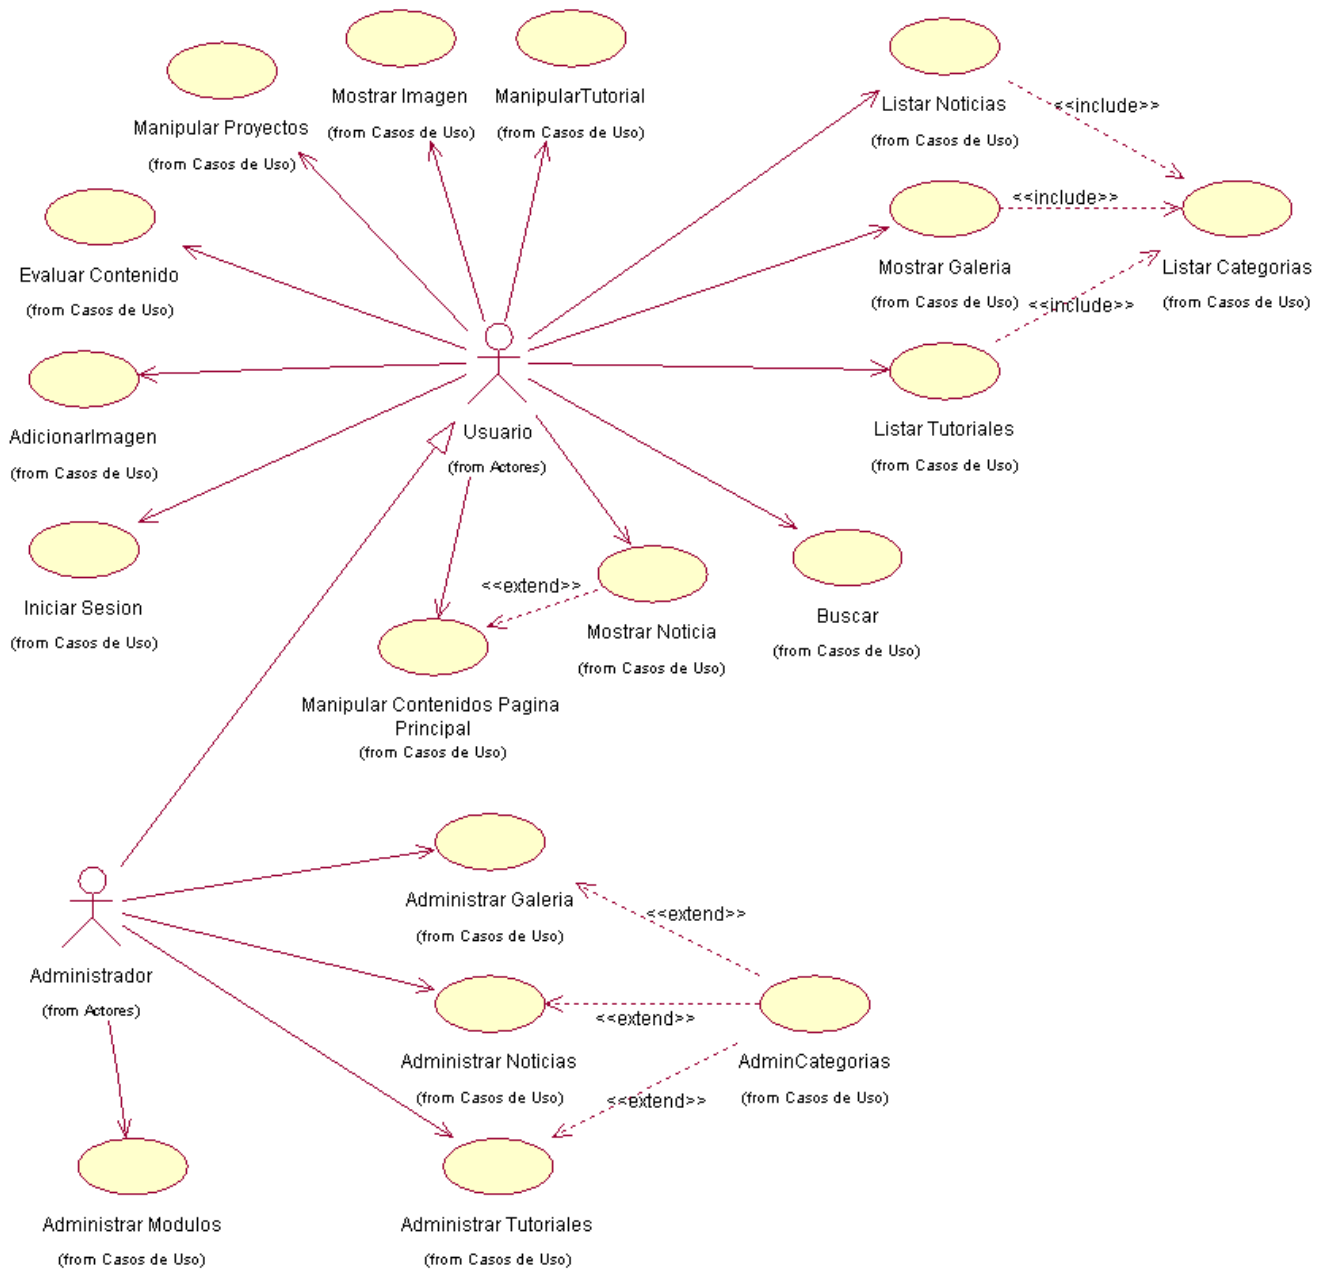 Mostrar Imagen
(from Casos de Uso)
ManipularTutorial
(from Casos de Uso)
Manipular Proyectos
(from Casos de Uso)
Listar Noticias
(from Casos de Uso)
<<include>>
Evaluar Contenido
(from Casos de Uso)
Mostrar Galeria
(from Casos de Uso)
<<include>>
Listar Categorias
(from Casos de Uso)
<<include>>
AdicionarImagen
(from Casos de Uso)
Usuario
(from Actores)
Listar Tutoriales
(from Casos de Uso)
Iniciar Sesion
(from Casos de Uso)
<<extend>>
Mostrar Noticia
(from Casos de Uso)
Buscar
(from Casos de Uso)
Manipular Contenidos Pagina
Principal
(from Casos de Uso)
Administrar Galeria
(from Casos de Uso)
<<extend>>
Administrador
(from Actores)
<<extend>>
Administrar Noticias
(from Casos de Uso)
AdminCategorias
(from Casos de Uso)
<<extend>>
Administrar Modulos
(from Casos de Uso)
Administrar Tutoriales
(from Casos de Uso)